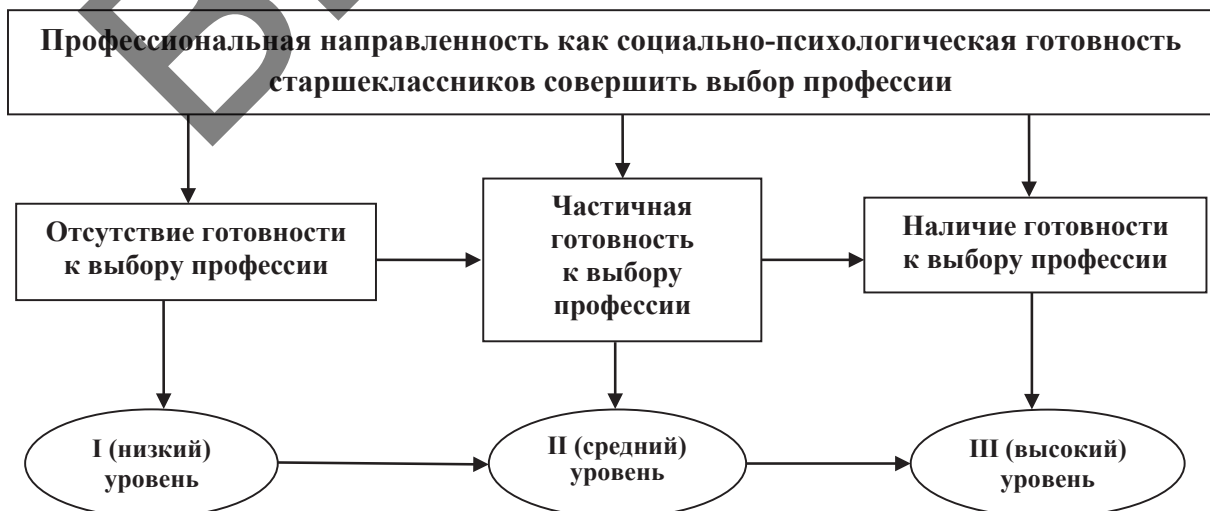 Профессиональная направленность как социально-психологическая готовность
старшеклассников совершить выбор профессии
Отсутствие готовности
к выбору профессии
Частичная
готовность
к выбору
профессии
Наличие готовности
к выбору профессии
I (низкий)
уровень
II (средний)
уровень
III (высокий)
уровень